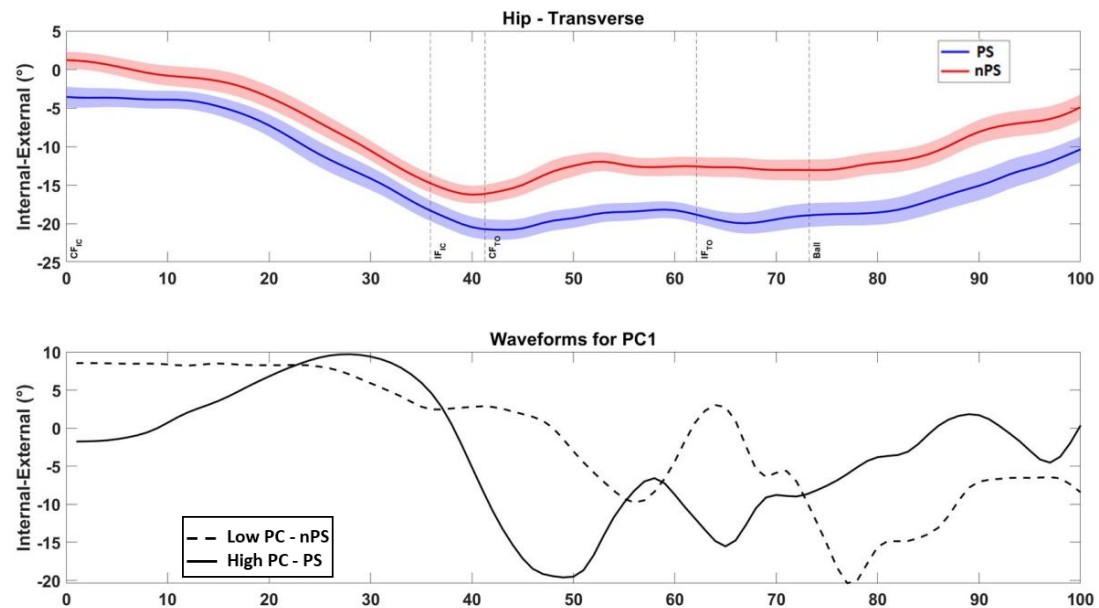 Hip - Transverse
Internal-External (°)
5
0
-5
-10
-15
-20
-25
PS
nPS
CF_IC
IF_IC
CF_TO
IF_TO
Ball
0 10 20 30 40 50 60 70 80 90 100
Waveforms for PC1
Internal-External (°)
10
5
0
-5
-10
-15
-20
Low PC - nPS
High PC - PS
0 10 20 30 40 50 60 70 80 90 100